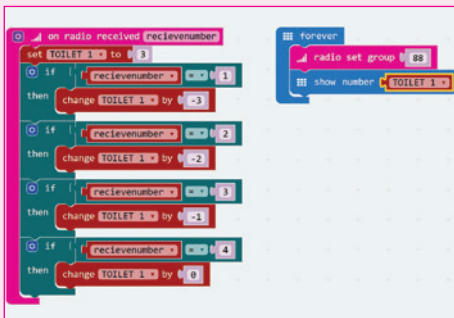 on radio received recievenumber
set TOILET 1 to 3
if recievenumber = 1
then change TOILET 1 by -3
if recievenumber = 2
then change TOILET 1 by -2
if recievenumber = 3
then change TOILET 1 by -1
if recievenumber = 4
then change TOILET 1 by 0
forever
radio set group 88
show number TOILET 1